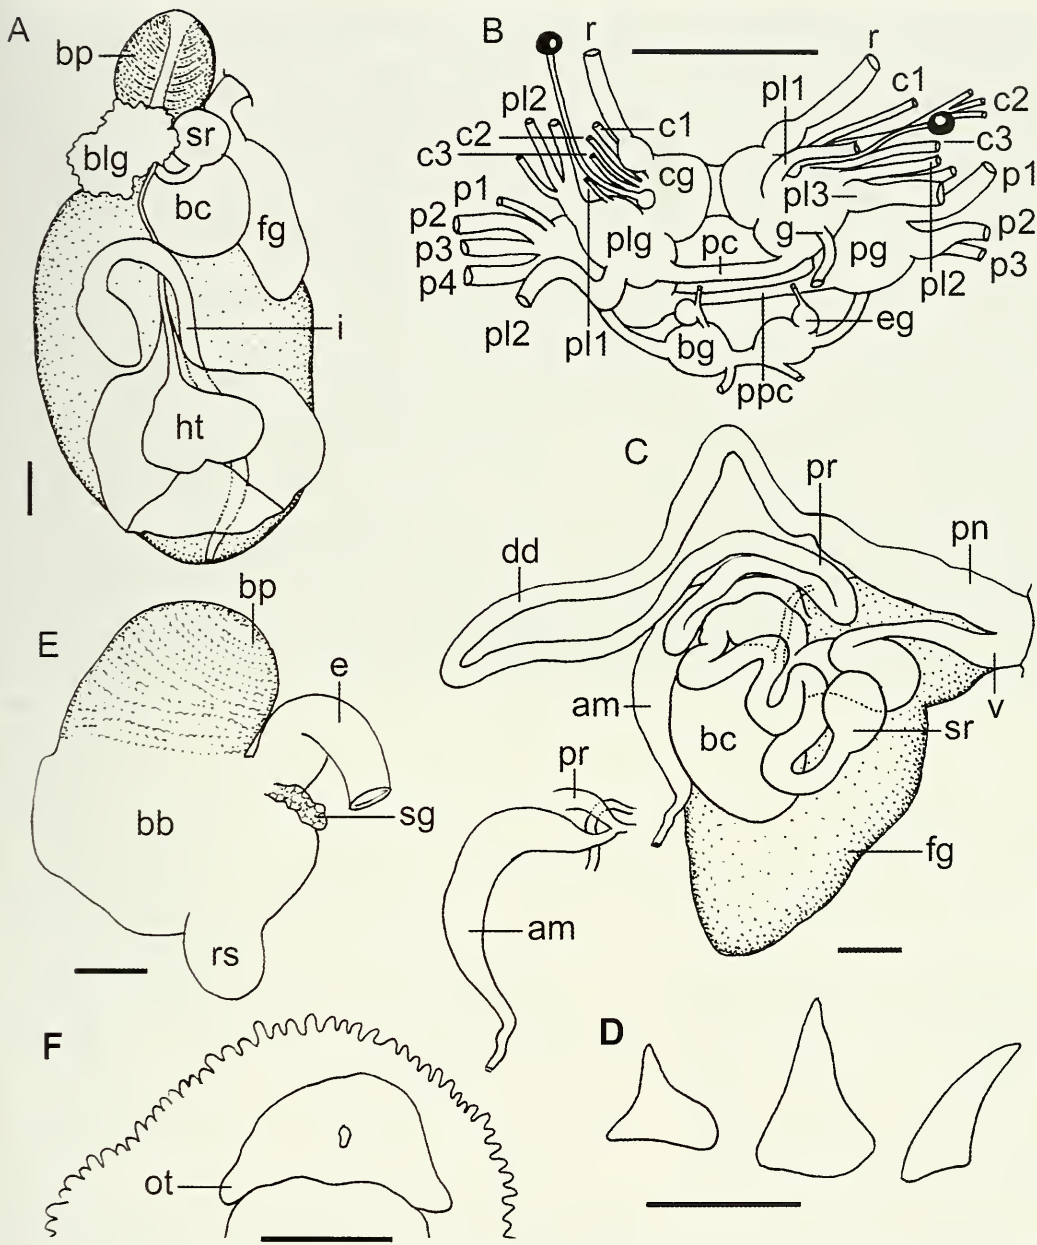 A
bp
blg
sr
bc
fg
i
ht
B
r
r
pl2
c2
c3
c1
p1
p2
p3
p4
pl2
pl1
plg
cg
pc
bg
ppc
pl1
c1
c2
c3
pl3
g
pg
p1
p2
p3
pl2
eg
C
pr
pn
dd
am
bc
sr
v
fg
pr
am
E
bp
e
bb
sg
rs
F
ot
D